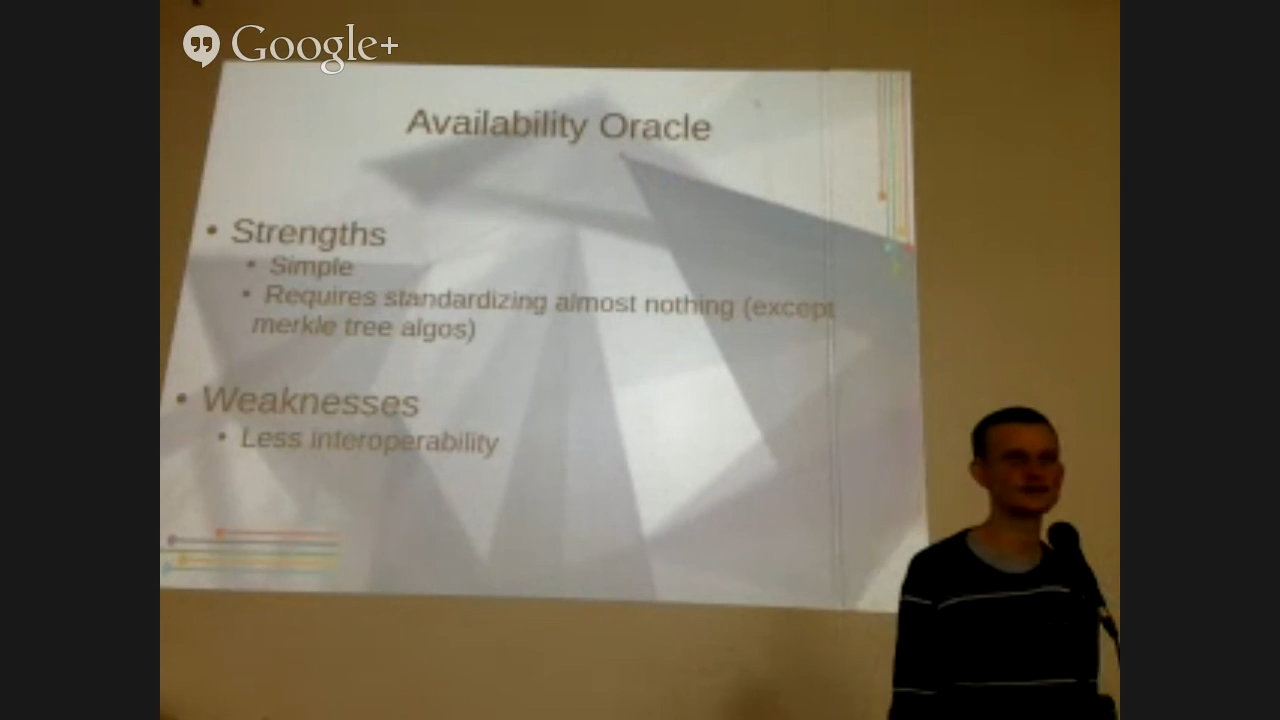 Google+
Availability Oracle
• Strengths
• Simple
• Requires standardizing almost nothing (except
merkle tree algos)
• Weaknesses
• Less interoperability